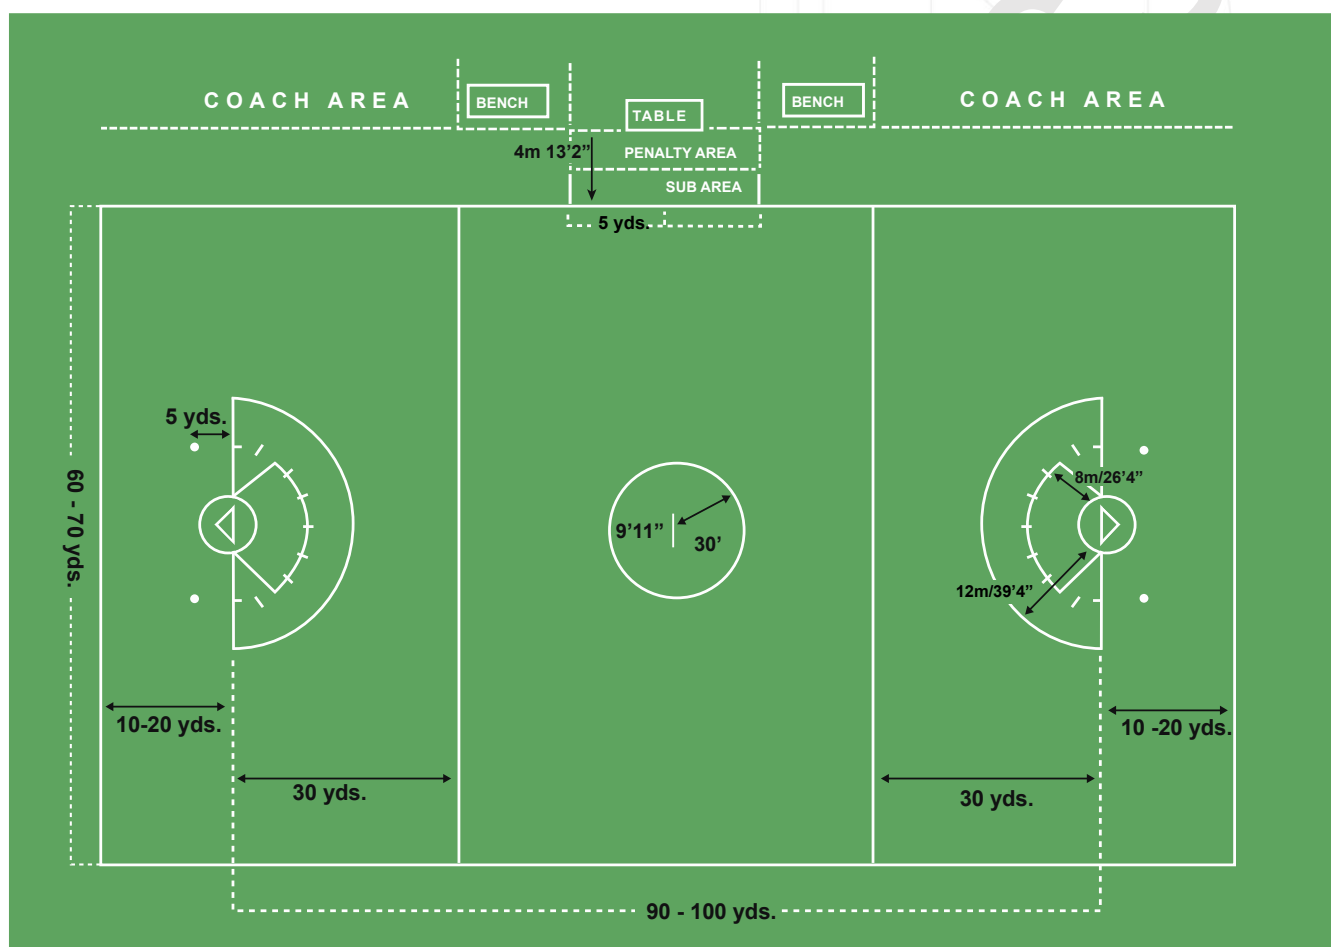 COACH AREA
BENCH
TABLE
BENCH
COACH AREA
4m 13’2”
PENALTY AREA
SUB AREA
5 yds.
5 yds.
60 - 70 yds.
8m/26’4”
9’11”
30’
12m/39’4”
10-20 yds.
10 -20 yds.
30 yds.
30 yds.
90 - 100 yds.